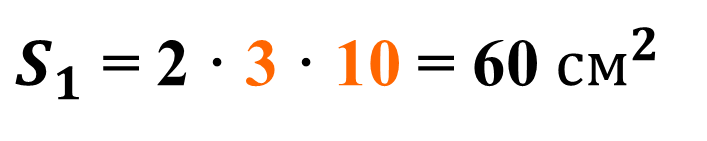 S₁ = 2 · 3 · 10 = 60 см²